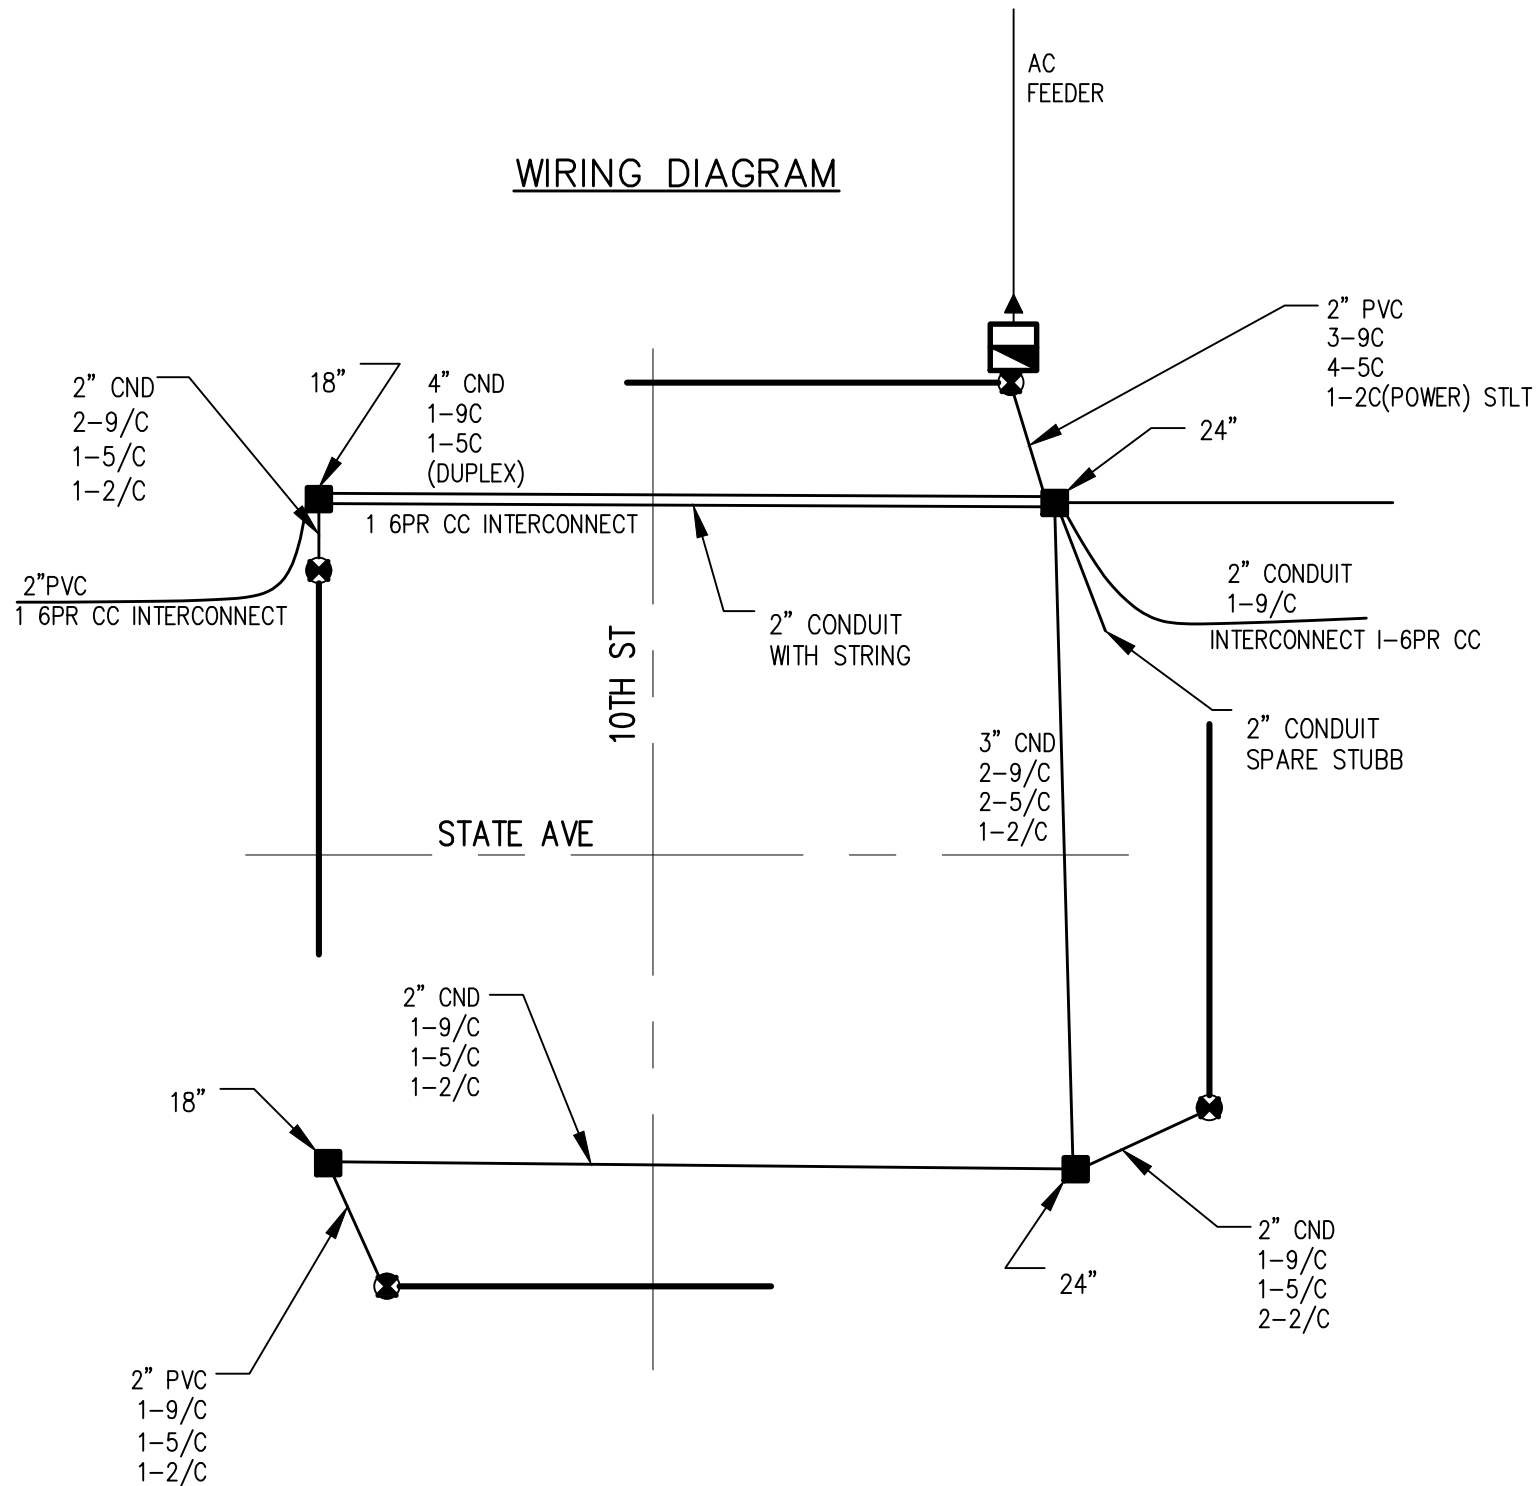 AC
FEEDER
WIRING DIAGRAM
2” PVC
3-9C
4-5C
1-2C(POWER) STLT
2” CND
2-9/C
1-5/C
1-2/C
18”
4” CND
1-9C
1-5C
(DUPLEX)
24”
1 6PR CC INTERCONNECT
2”PVC
1 6PR CC INTERCONNECT
2” CONDUIT
1-9/C
INTERCONNECT I-6PR CC
2” CONDUIT
WITH STRING
10TH ST
2” CONDUIT
SPARE STUBB
3” CND
2-9/C
2-5/C
1-2/C
STATE AVE
2” CND
1-9/C
1-5/C
1-2/C
18”
2” CND
1-9/C
1-5/C
2-2/C
24”
2” PVC
1-9/C
1-5/C
1-2/C